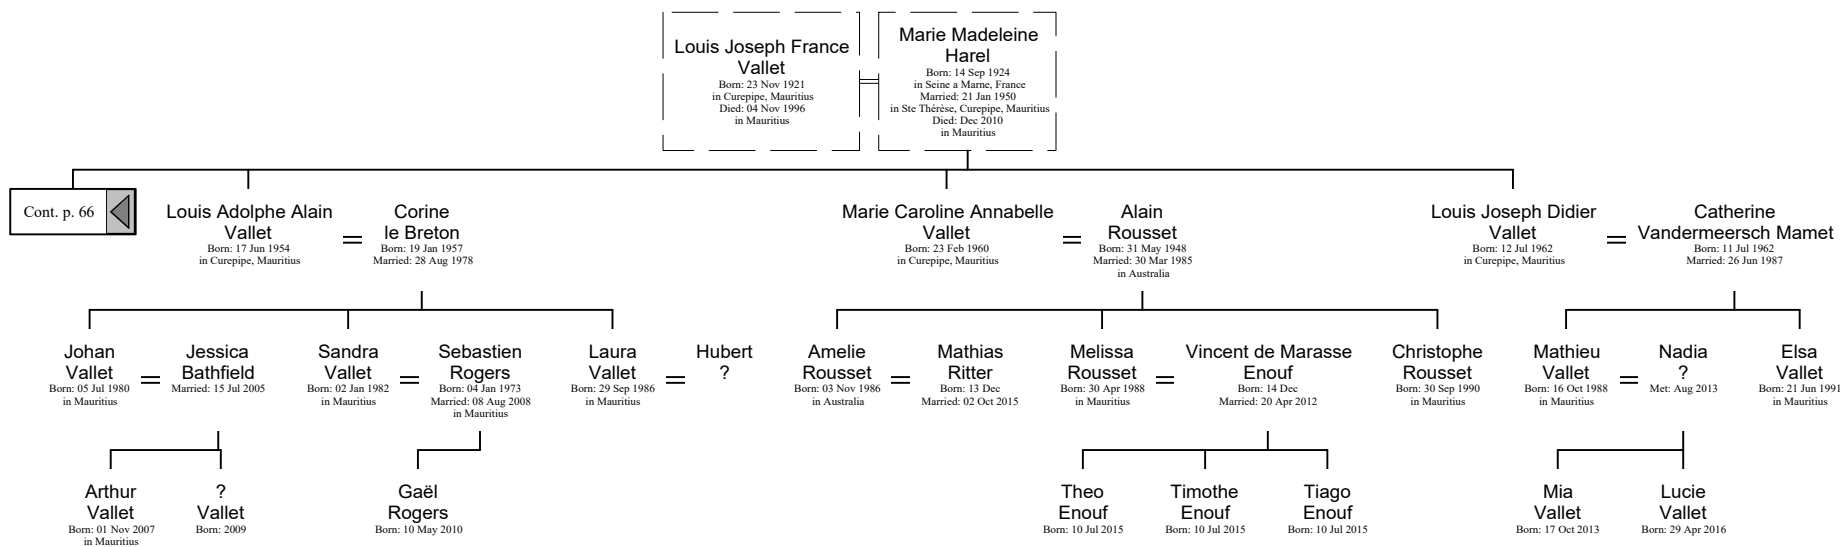 Louis Joseph France
Vallet
Born: 23 Nov 1921
in Curepipe, Mauritius
Died: 04 Nov 1996
in Mauritius
Marie Madeleine
Harel
Born: 14 Sep 1924
in Seine a Marne, France
Married: 21 Jan 1950
in Ste Thérèse, Curepipe, Mauritius
Died: Dec 2010
in Mauritius
Cont. p. 66
Louis Adolphe Alain
Vallet
Born: 17 Jun 1954
in Curepipe, Mauritius
Corine
le Breton
Born: 19 Jan 1957
Married: 28 Aug 1978
Marie Caroline Annabelle
Vallet
Born: 23 Feb 1960
in Curepipe, Mauritius
Alain
Rousset
Born: 31 May 1948
Married: 30 Mar 1985
in Australia
Louis Joseph Didier
Vallet
Born: 12 Jul 1962
in Curepipe, Mauritius
Catherine
Vandermeersch Mamet
Born: 11 Jul 1962
Married: 26 Jun 1987
Johan
Vallet
Born: 05 Jul 1980
in Mauritius
Jessica
Bathfield
Married: 15 Jul 2005
Sandra
Vallet
Born: 02 Jan 1982
in Mauritius
Sebastien
Rogers
Born: 04 Jan 1973
Married: 08 Aug 2008
in Mauritius
Laura
Vallet
Born: 29 Sep 1986
in Mauritius
Hubert
?
Amelie
Rousset
Born: 03 Nov 1986
in Australia
Mathias
Ritter
Born: 13 Dec
Married: 02 Oct 2015
Melissa
Rousset
Born: 30 Apr 1988
in Mauritius
Vincent de Marasse
Enouf
Born: 14 Dec
Married: 20 Apr 2012
Christophe
Rousset
Born: 30 Sep 1990
in Mauritius
Mathieu
Vallet
Born: 16 Oct 1988
in Mauritius
Nadia
?
Met: Aug 2013
Elsa
Vallet
Born: 21 Jun 1991
in Mauritius
Arthur
Vallet
Born: 01 Nov 2007
in Mauritius
?
Vallet
Born: 2009
Gaël
Rogers
Born: 10 May 2010
Theo
Enouf
Born: 10 Jul 2015
Timothe
Enouf
Born: 10 Jul 2015
Tiago
Enouf
Born: 10 Jul 2015
Mia
Vallet
Born: 17 Oct 2013
Lucie
Vallet
Born: 29 Apr 2016